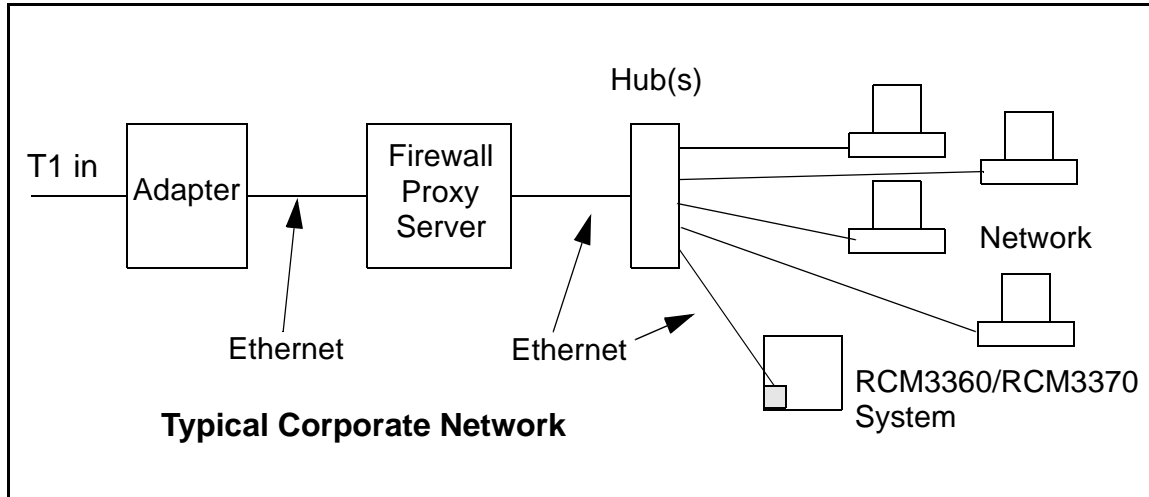 Hub(s)
T1 in
Adapter
Firewall
Proxy
Server
Network
Ethernet
Ethernet
RCM3360/RCM3370
System
Typical Corporate Network